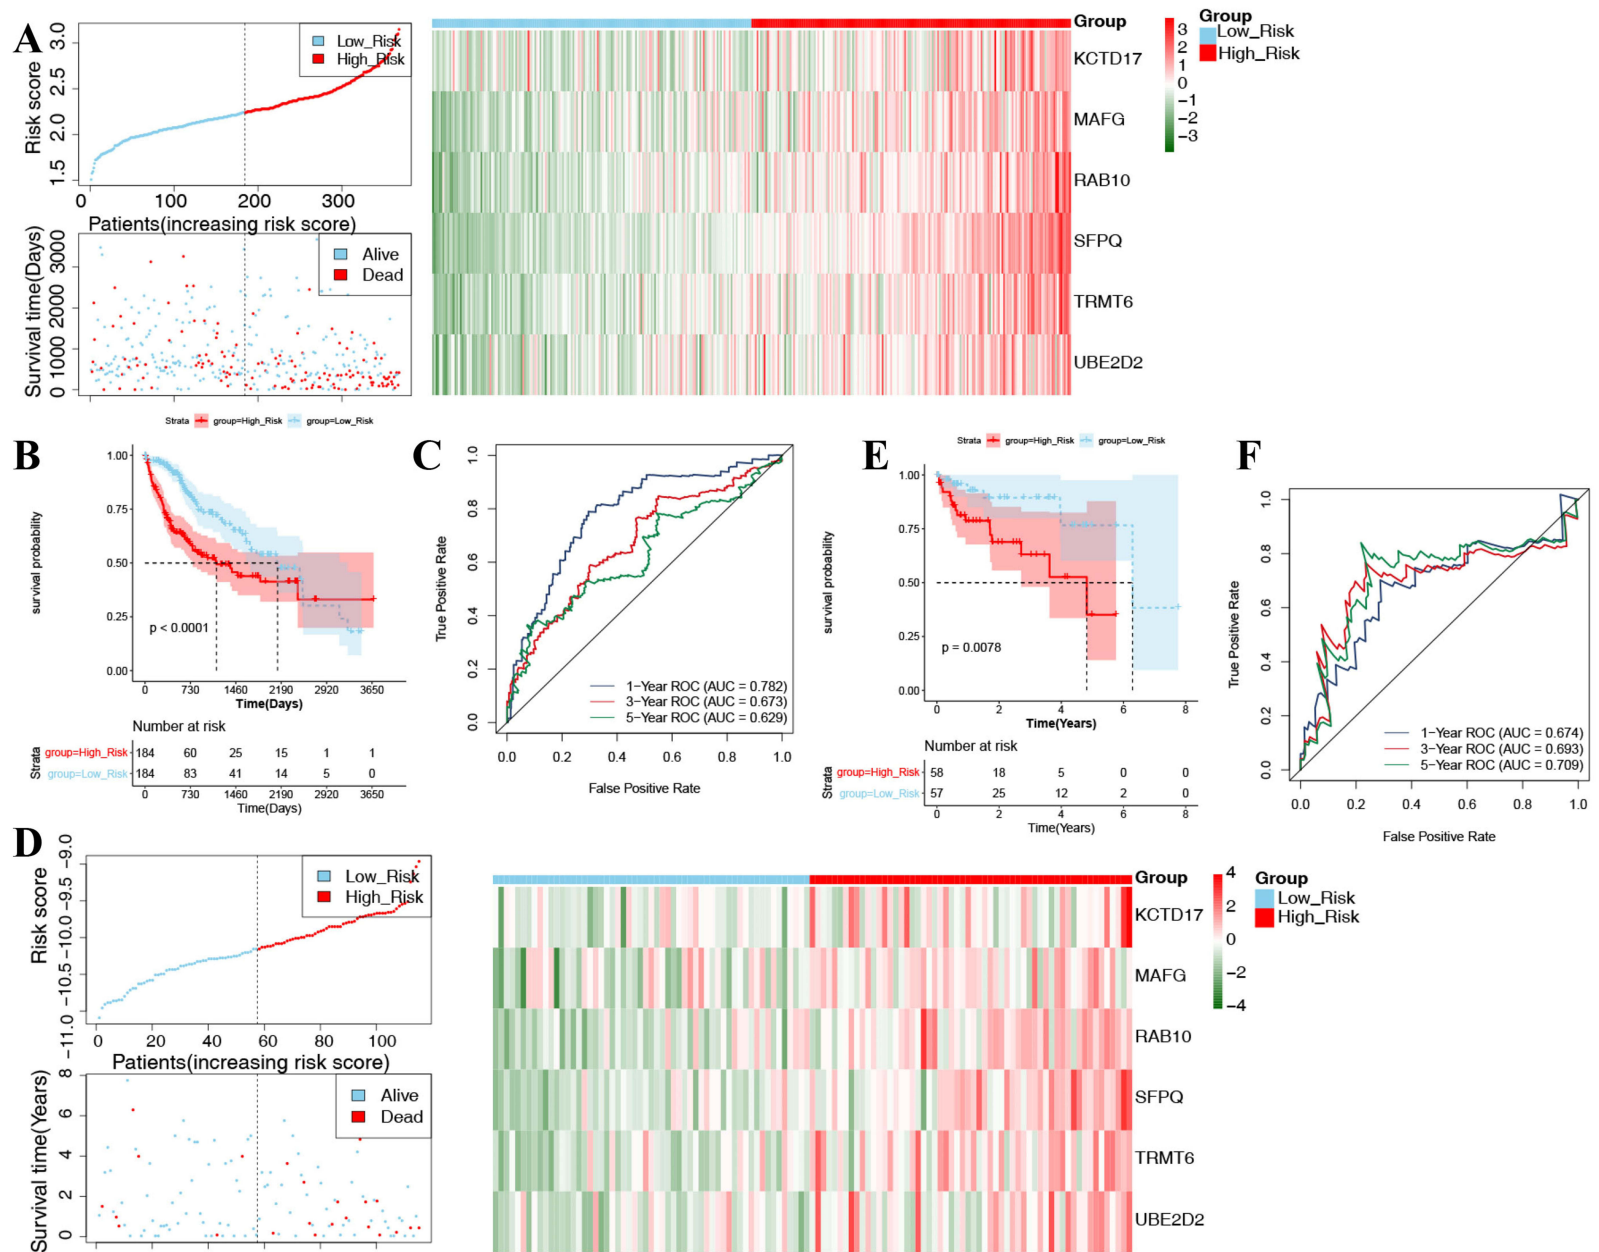 A
3.0
2.5
2.0
1.5
Risk score
Low_Risk
High_Risk
0 100 200 300
Patients(increasing risk score)
Survival time(Days)
0 1000 2000 3000
Alive
Dead
Group
KCTD17
MAFG
RAB10
SFPQ
TRMT6
UBE2D2
3
2
1
0
−1
−2
−3
Group
Low_Risk
High_Risk
B
Strata group=High_Risk group=Low_Risk
survival probability
1.00
0.75
0.50
0.25
0.00
p < 0.0001
0 730 1460 2190 2920 3650
Time(Days)
Number at risk
Strata
group=High_Risk 184 60 25 15 1 1
group=Low_Risk 184 83 41 14 5 0
0 730 1460 2190 2920 3650
Time(Days)
C
True Positive Rate
1.0
0.8
0.6
0.4
0.2
0.0
1−Year ROC (AUC = 0.782)
3−Year ROC (AUC = 0.673)
5−Year ROC (AUC = 0.629)
0.0 0.2 0.4 0.6 0.8 1.0
False Positive Rate
E
Strata group=High_Risk group=Low_Risk
survival probability
1.00
0.75
0.50
0.25
0.00
p = 0.0078
0 2 4 6 8
Time(Years)
Number at risk
Strata
group=High_Risk 58 18 5 0 0
group=Low_Risk 57 25 12 2 0
0 2 4 6 8
Time(Years)
F
True Positive Rate
1.0
0.8
0.6
0.4
0.2
0.0
1−Year ROC (AUC = 0.674)
3−Year ROC (AUC = 0.693)
5−Year ROC (AUC = 0.709)
0.0 0.2 0.4 0.6 0.8 1.0
False Positive Rate
D
Risk score
−11.0 −10.5 −10.0 −9.5 −9.0
Low_Risk
High_Risk
0 20 40 60 80 100
Patients(increasing risk score)
Survival time(Years)
0 2 4 6 8
Alive
Dead
Group
KCTD17
MAFG
RAB10
SFPQ
TRMT6
UBE2D2
4
2
0
−2
−4
Group
Low_Risk
High_Risk